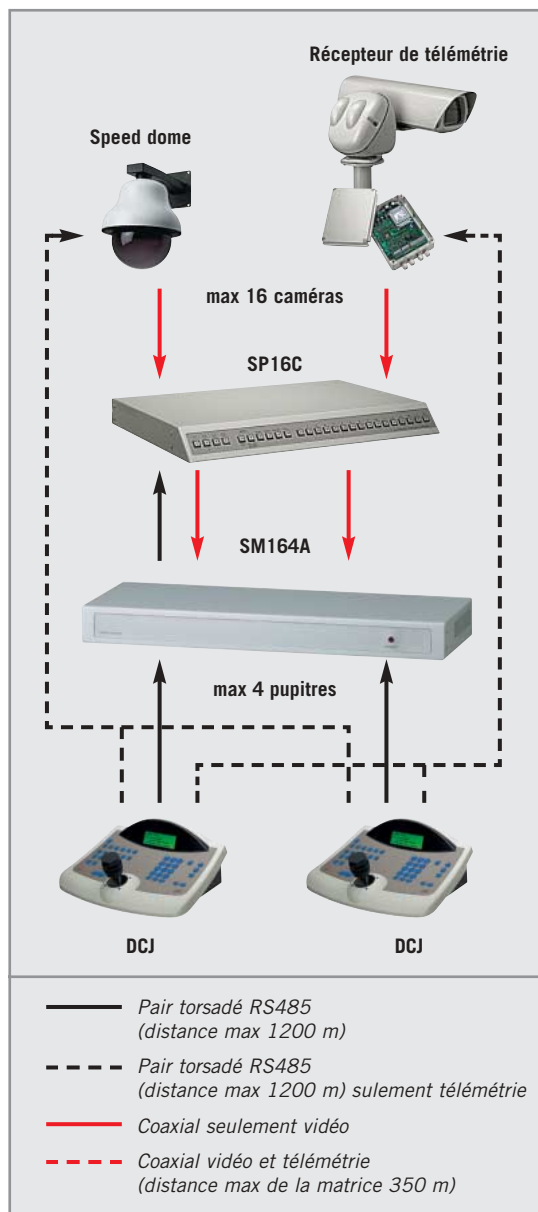 Récepteur de télémétrie
Speed dome
max 16 caméras
SP16C
SM164A
max 4 pupitres
DCJ
DCJ
Pair torsadé RS485
(distance max 1200 m)
Pair torsadé RS485
(distance max 1200 m) sulement télémétrie
Coaxial seulement vidéo
Coaxial vidéo et télémétrie
(distance max de la matrice 350 m)